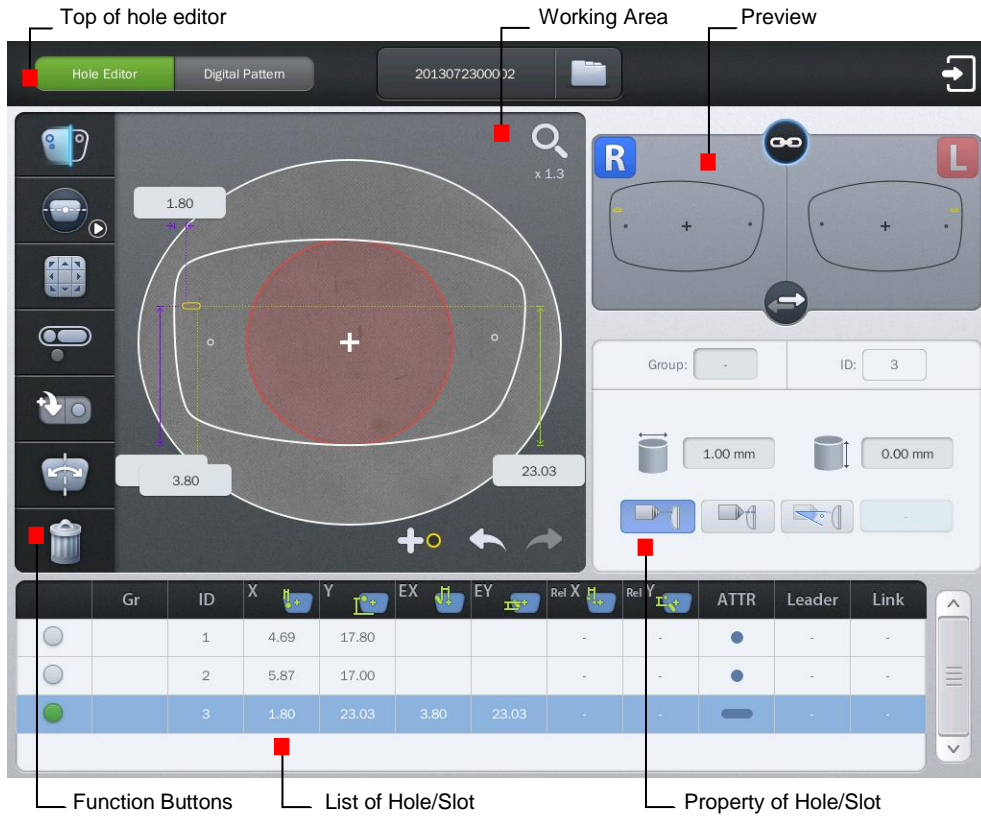 Top of hole editor
Working Area
Preview
Hole Editor
Digital Pattern
2013072300002
x 1.3
1.80
3.80
23.03
R
L
Group: -
ID: 3
1.00 mm
0.00 mm
-
Gr ID X Y EX EY Rel X Rel Y ATTR Leader Link
1 4.69 17.80 - - - -
2 5.87 17.00 - - - -
3 1.80 23.03 3.80 23.03 - - - -
Function Buttons
List of Hole/Slot
Property of Hole/Slot